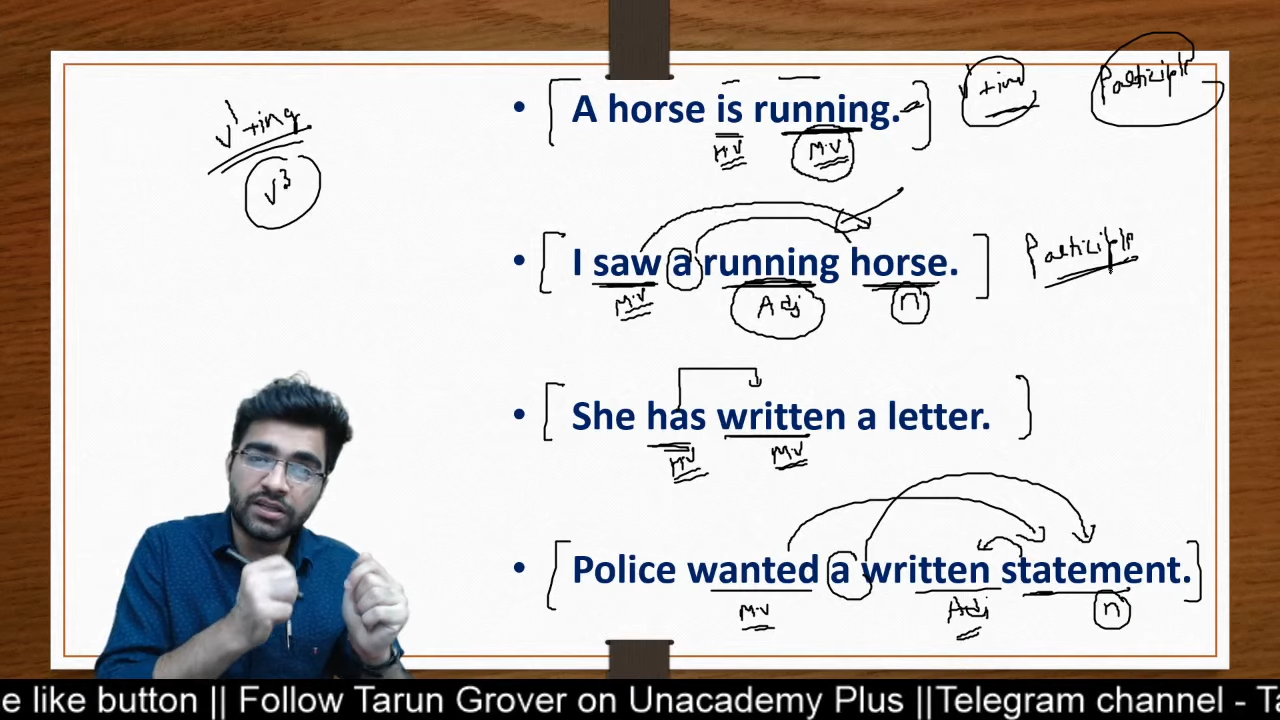 V¹+ing
V³
• A horse is running.
H.V M.V
V+ing
Participle
• I saw a running horse.
M.V Adj n
Participle
• She has written a letter.
H.V M.V
• Police wanted a written statement.
M.V Adj n
e like button || Follow Tarun Grover on Unacademy Plus ||Telegram channel - Ta